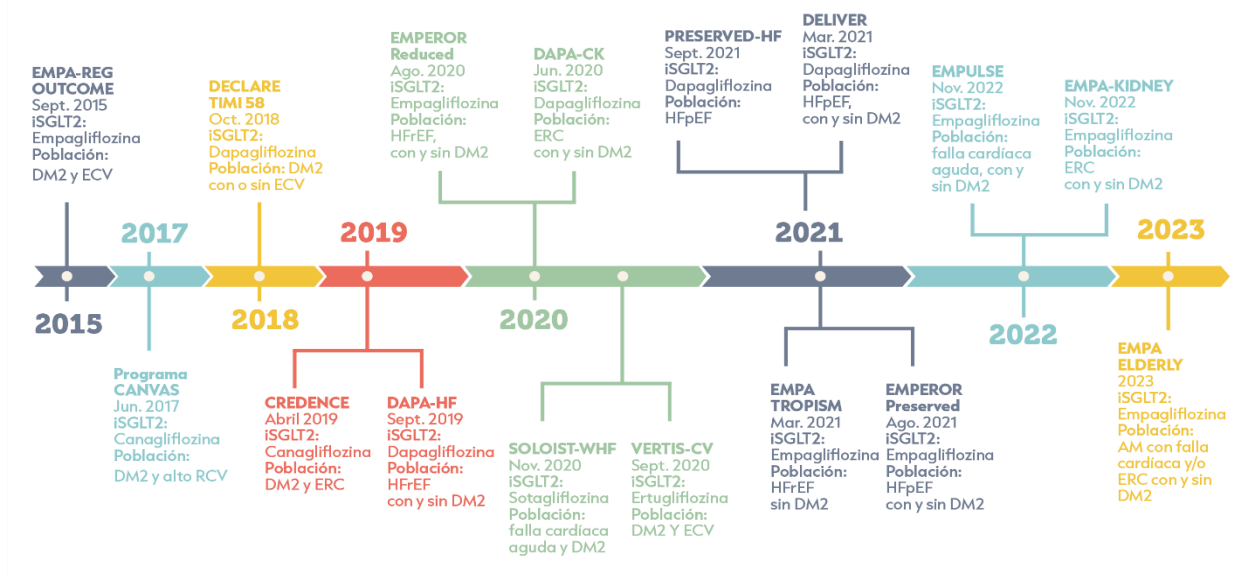 EMPA-REG
OUTCOME
Sept. 2015
iSGLT2:
Empagliflozina
Población:
DM2 y ECV
2015
2017
Programa
CANVAS
Jun. 2017
iSGLT2:
Canagliflozina
Población:
DM2 y alto RCV
DECLARE
TIMI 58
Oct. 2018
iSGLT2:
Dapagliflozina
Población: DM2
con o sin ECV
2018
2019
CREDENCE
Abril 2019
iSGLT2:
Canagliflozina
Población:
DM2 y ERC
DAPA-HF
Sept. 2019
iSGLT2:
Dapagliflozina
Población:
HFrEF
con y sin DM2
EMPEROR
Reduced
Ago. 2020
iSGLT2:
Empagliflozina
Población:
HFrEF,
con y sin DM2
DAPA-CK
Jun. 2020
iSGLT2:
Dapagliflozina
Población:
ERC
con y sin DM2
2020
SOLOIST-WHF
Nov. 2020
iSGLT2:
Sotagliflozina
Población:
falla cardíaca
aguda y DM2
VERTIS-CV
Sept. 2020
iSGLT2:
Ertugliflozina
Población:
DM2 Y ECV
PRESERVED-HF
Sept. 2021
iSGLT2:
Dapagliflozina
Población:
HFpEF
DELIVER
Mar. 2021
iSGLT2:
Dapagliflozina
Población:
HFpEF,
con y sin DM2
2021
EMPA
TROPISM
Mar. 2021
iSGLT2:
Empagliflozina
Población:
HFrEF
sin DM2
EMPEROR
Preserved
Ago. 2021
iSGLT2:
Empagliflozina
Población:
HFpEF
con y sin DM2
EMPULSE
Nov. 2022
iSGLT2:
Empagliflozina
Población:
falla cardíaca
aguda, con y
sin DM2
EMPA-KIDNEY
Nov. 2022
iSGLT2:
Empagliflozina
Población:
ERC
con y sin DM2
2022
2023
EMPA
ELDERLY
2023
iSGLT2:
Empagliflozina
Población:
AM con falla
cardíaca y/o
ERC con y sin
DM2